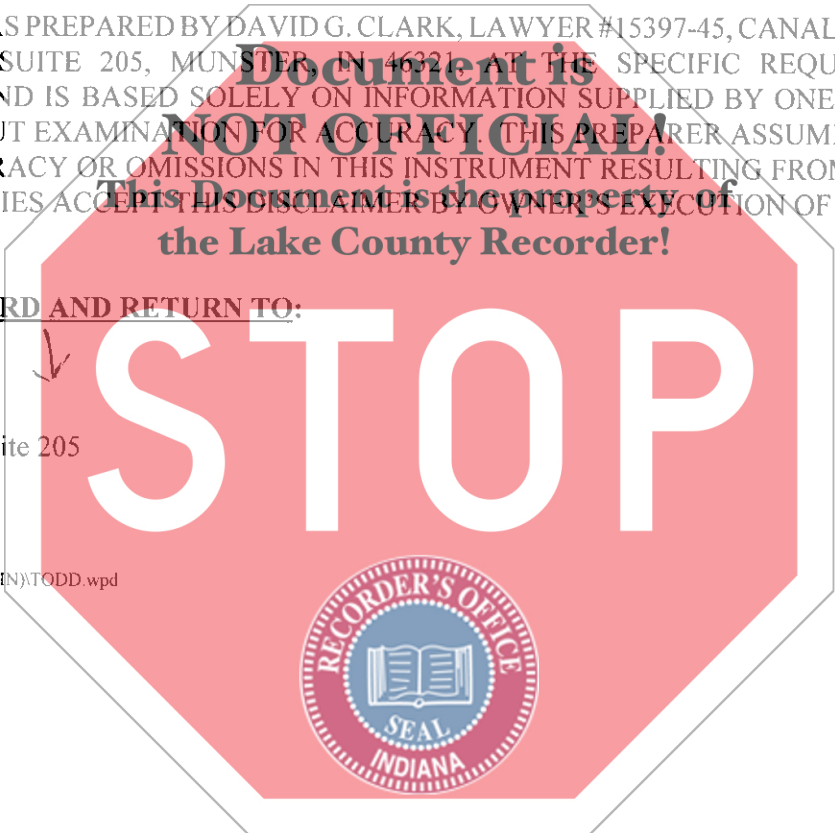 S PREPARED BY DAVID G. CLARK, LAWYER #15397-45, CANAL
SUITE 205, MUNSTER, IN 46321, AT THE SPECIFIC REQU
ND IS BASED SOLELY ON INFORMATION SUPPLIED BY ONE
UT EXAMINATION FOR ACCURACY. THIS PREPARER ASSUM
RACY OR OMISSIONS IN THIS INSTRUMENT RESULTING FROM
IES ACCEPT THIS DISCLAIMER BY OWNER'S EXECUTION OF
Document is
NOT OFFICIAL!
This Document is the property of
the Lake County Recorder!
RD AND RETURN TO:
STOP
ite 205
IN)\TODD.wpd
RECORDER'S OFFICE
SEAL
INDIANA